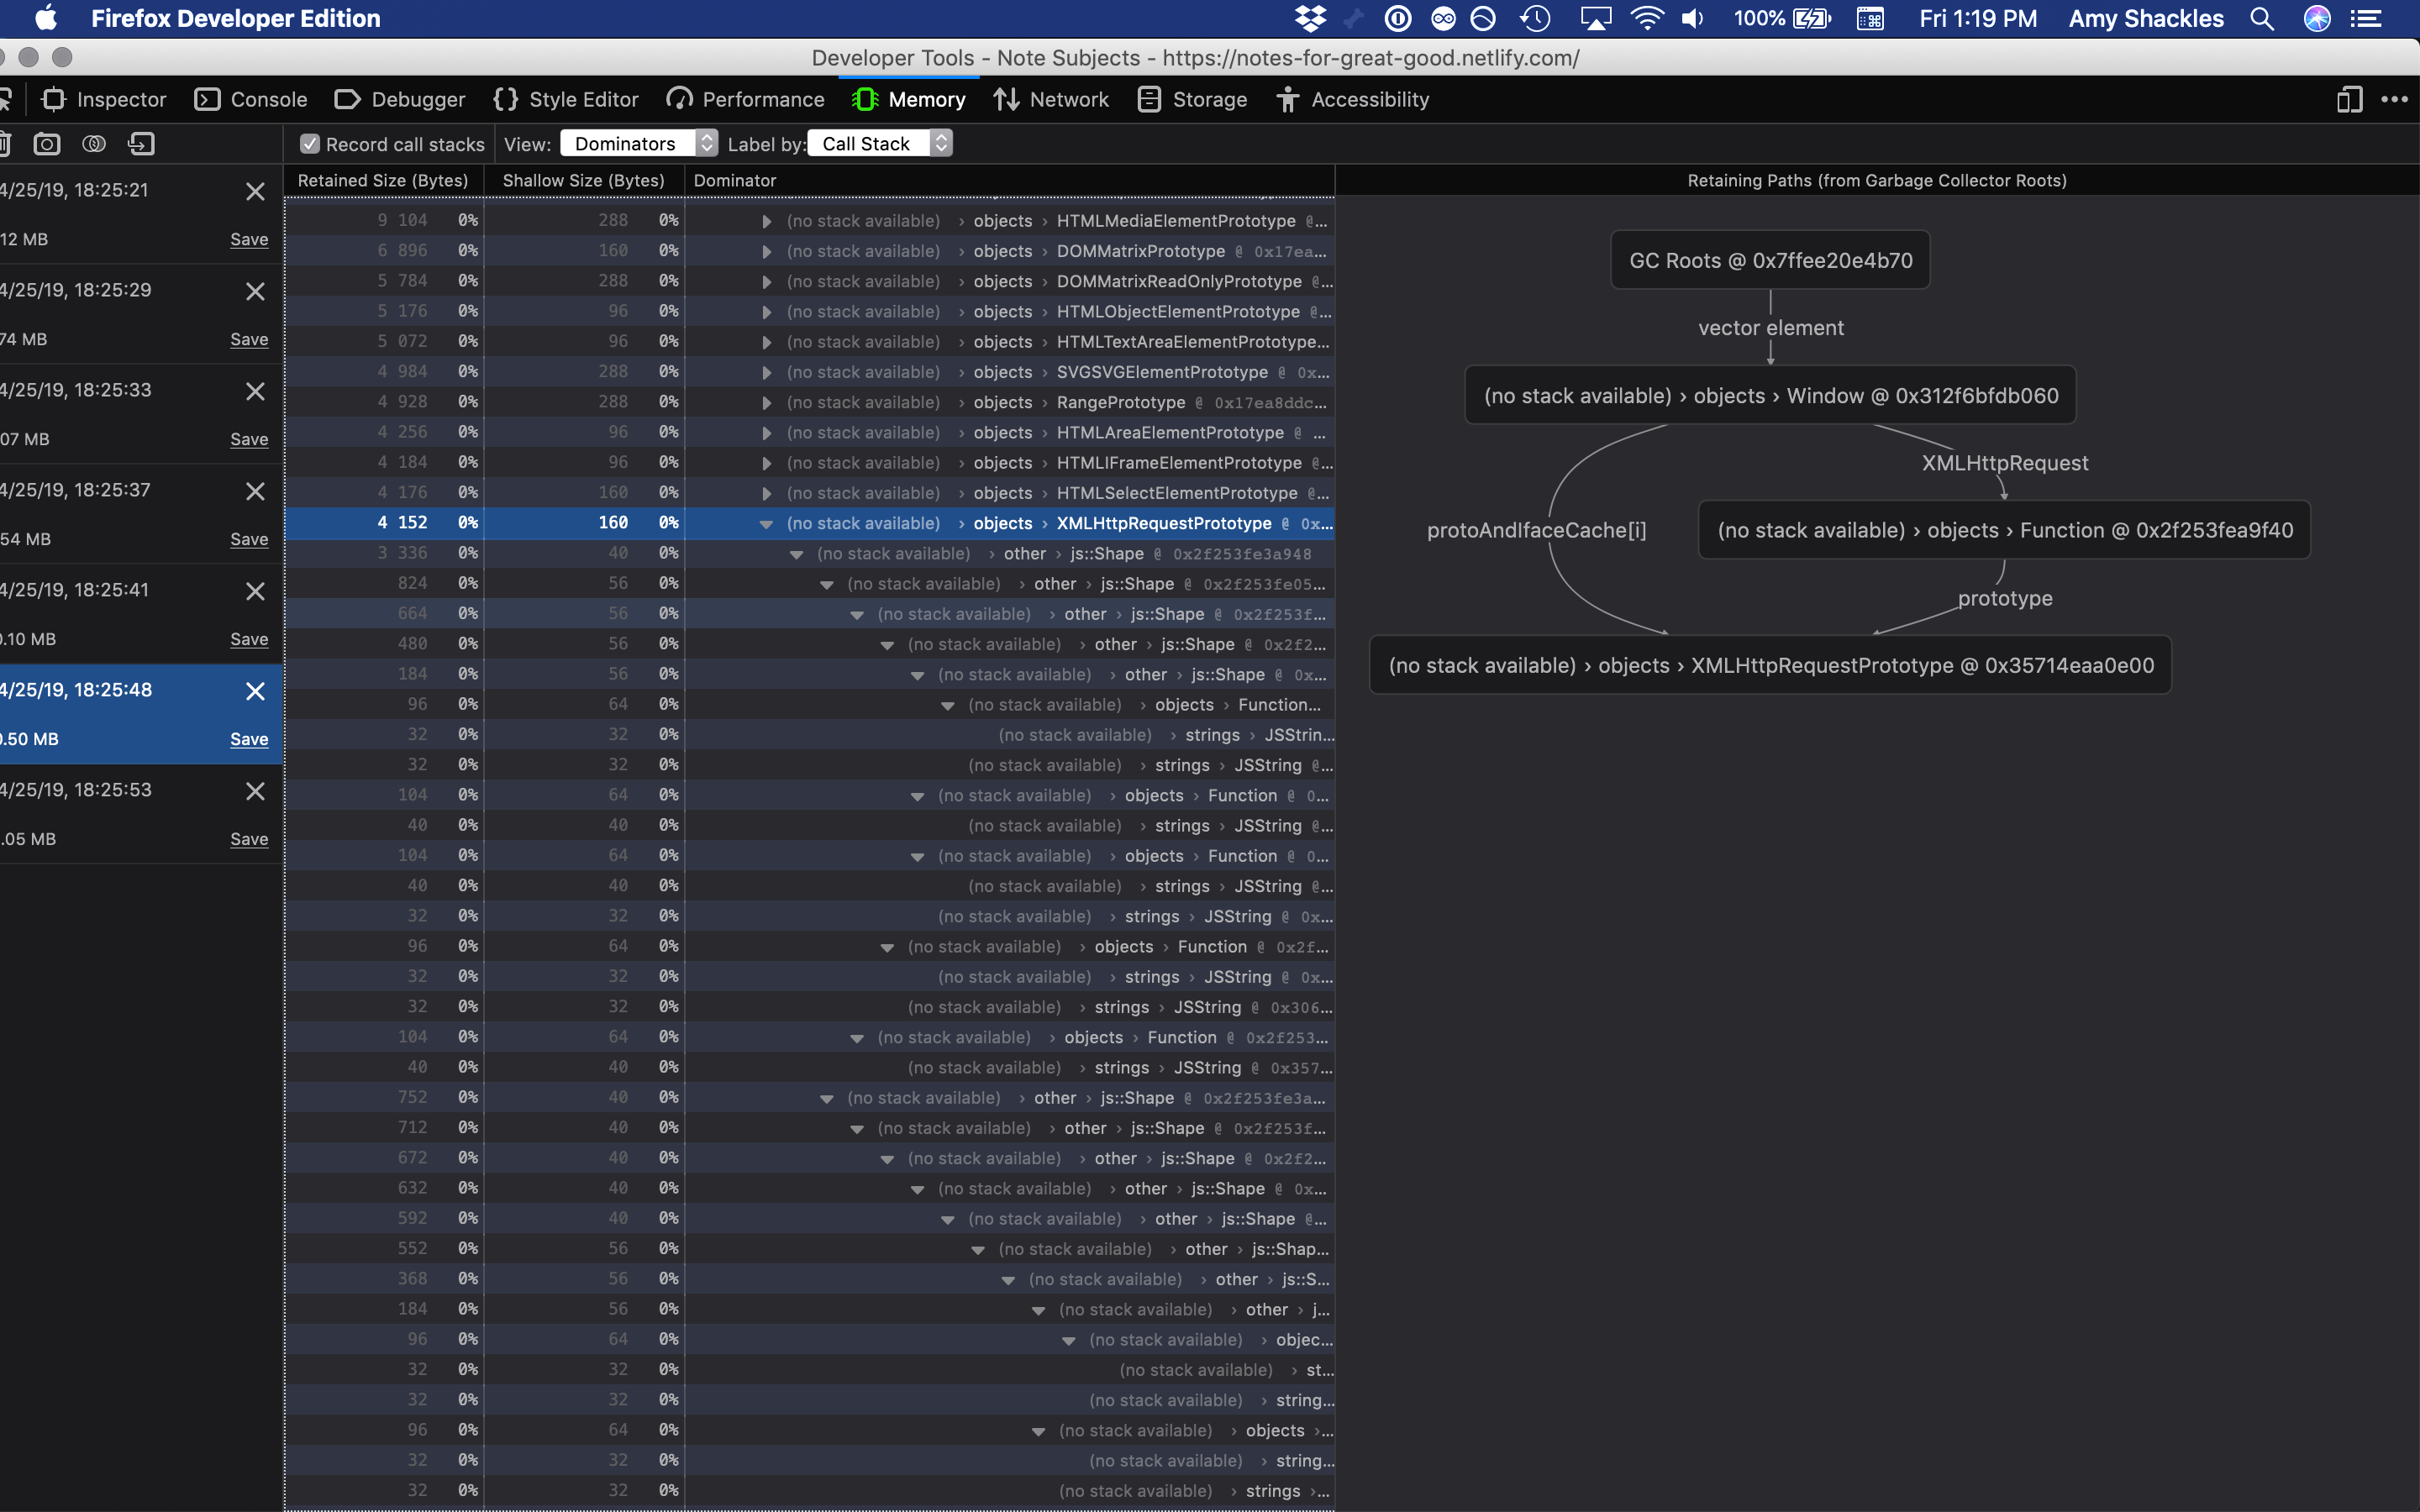 Firefox Developer Edition 100% Fri 1:19 PM Amy Shackles
Developer Tools - Note Subjects - https://notes-for-great-good.netlify.com/
Inspector Console Debugger Style Editor Performance Memory Network Storage Accessibility
Record call stacks View: Dominators Label by: Call Stack
4/25/19, 18:25:21
12 MB Save
4/25/19, 18:25:29
74 MB Save
4/25/19, 18:25:33
07 MB Save
4/25/19, 18:25:37
54 MB Save
4/25/19, 18:25:41
0.10 MB Save
4/25/19, 18:25:48
0.50 MB Save
4/25/19, 18:25:53
.05 MB Save
Retained Size (Bytes) Shallow Size (Bytes) Dominator
9 104 0% 288 0% (no stack available) › objects › HTMLMediaElementPrototype @…
6 896 0% 160 0% (no stack available) › objects › DOMMatrixPrototype @ 0x17ea…
5 784 0% 288 0% (no stack available) › objects › DOMMatrixReadOnlyPrototype @…
5 176 0% 96 0% (no stack available) › objects › HTMLObjectElementPrototype @…
5 072 0% 96 0% (no stack available) › objects › HTMLTextAreaElementPrototype…
4 984 0% 288 0% (no stack available) › objects › SVGSVGElementPrototype @ 0x…
4 928 0% 288 0% (no stack available) › objects › RangePrototype @ 0x17ea8ddc…
4 256 0% 96 0% (no stack available) › objects › HTMLAreaElementPrototype @ …
4 184 0% 96 0% (no stack available) › objects › HTMLIFrameElementPrototype @…
4 176 0% 160 0% (no stack available) › objects › HTMLSelectElementPrototype @…
4 152 0% 160 0% (no stack available) › objects › XMLHttpRequestPrototype @ 0x…
3 336 0% 40 0% (no stack available) › other › js::Shape @ 0x2f253fe3a948
824 0% 56 0% (no stack available) › other › js::Shape @ 0x2f253fe05…
664 0% 56 0% (no stack available) › other › js::Shape @ 0x2f253f…
480 0% 56 0% (no stack available) › other › js::Shape @ 0x2f2…
184 0% 56 0% (no stack available) › other › js::Shape @ 0x…
96 0% 64 0% (no stack available) › objects › Function…
32 0% 32 0% (no stack available) › strings › JSStrin…
32 0% 32 0% (no stack available) › strings › JSString @…
104 0% 64 0% (no stack available) › objects › Function @ 0…
40 0% 40 0% (no stack available) › strings › JSString @…
104 0% 64 0% (no stack available) › objects › Function @ 0…
40 0% 40 0% (no stack available) › strings › JSString @…
32 0% 32 0% (no stack available) › strings › JSString @ 0x…
96 0% 64 0% (no stack available) › objects › Function @ 0x2f…
32 0% 32 0% (no stack available) › strings › JSString @ 0x…
32 0% 32 0% (no stack available) › strings › JSString @ 0x306…
104 0% 64 0% (no stack available) › objects › Function @ 0x253…
40 0% 40 0% (no stack available) › strings › JSString @ 0x357…
752 0% 40 0% (no stack available) › other › js::Shape @ 0x2f253fe3a…
712 0% 40 0% (no stack available) › other › js::Shape @ 0x2f253f…
672 0% 40 0% (no stack available) › other › js::Shape @ 0x2f2…
632 0% 40 0% (no stack available) › other › js::Shape @ 0x…
592 0% 40 0% (no stack available) › other › js::Shape @…
552 0% 56 0% (no stack available) › other › js::Shap…
368 0% 56 0% (no stack available) › other › js::S…
184 0% 56 0% (no stack available) › other › j…
96 0% 64 0% (no stack available) › objec…
32 0% 32 0% (no stack available) › st…
32 0% 32 0% (no stack available) › string…
96 0% 64 0% (no stack available) › objects ›…
32 0% 32 0% (no stack available) › string…
32 0% 32 0% (no stack available) › strings ›…
Retaining Paths (from Garbage Collector Roots)
GC Roots @ 0x7ffee20e4b70
vector element
(no stack available) › objects › Window @ 0x312f6bfdb060
XMLHttpRequest
protoAndIfaceCache[i]
(no stack available) › objects › Function @ 0x2f253fea9f40
prototype
(no stack available) › objects › XMLHttpRequestPrototype @ 0x35714eaa0e00